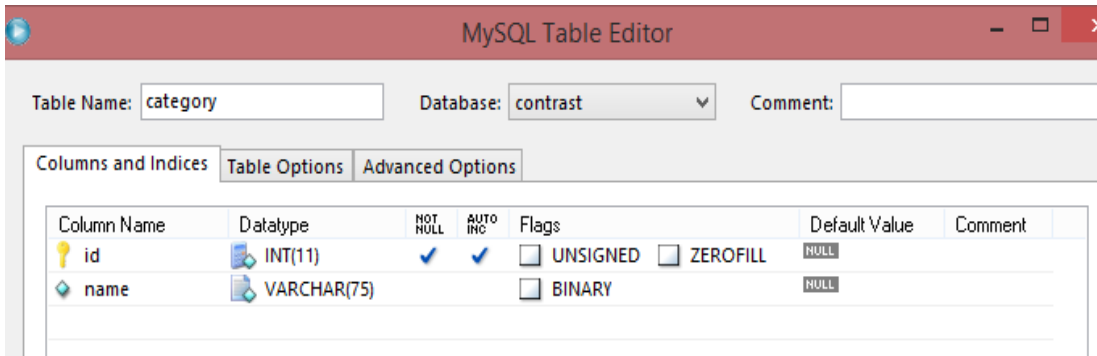 MySQL Table Editor
Table Name: category Database: contrast Comment:
Columns and Indices Table Options Advanced Options
Column Name Datatype NOT NULL AUTO INC Flags Default Value Comment
id INT(11) UNSIGNED ZEROFILL NULL
name VARCHAR(75) BINARY NULL